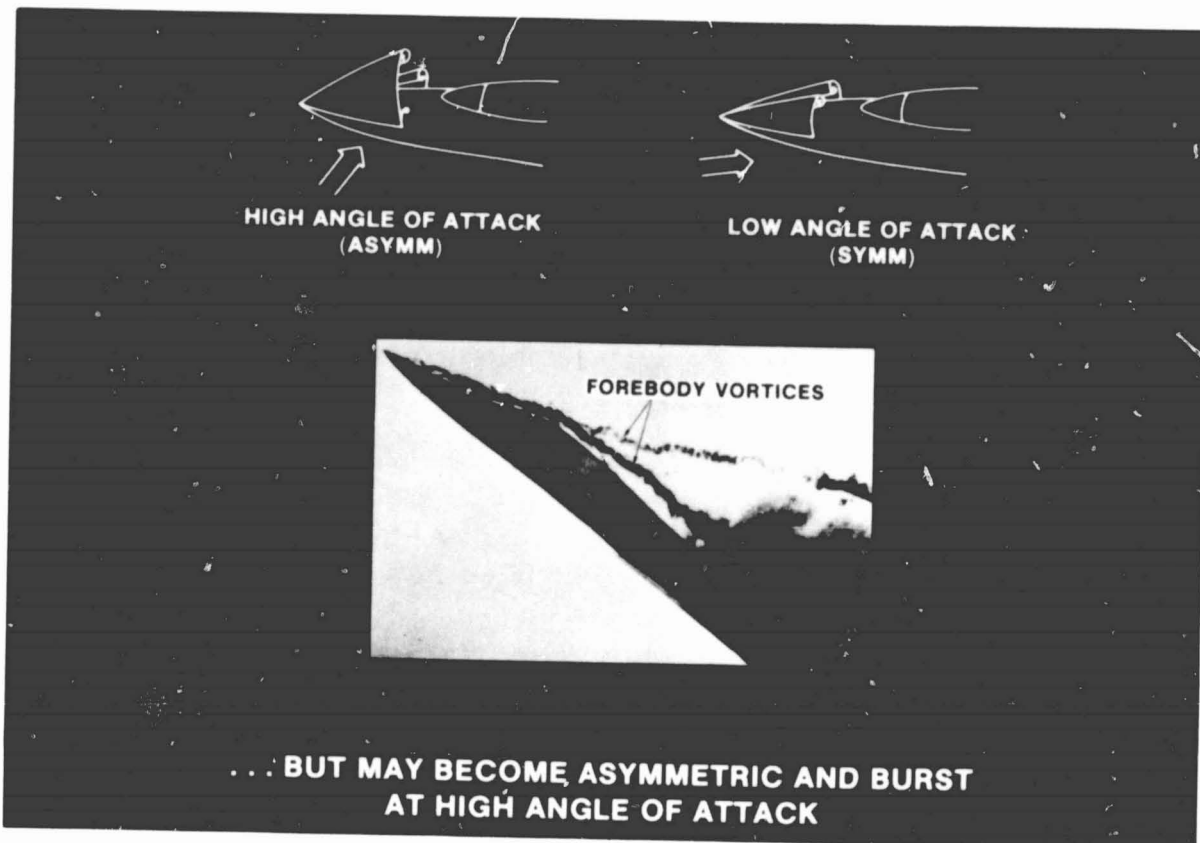 HIGH ANGLE OF ATTACK
(ASYMM)
LOW ANGLE OF ATTACK
(SYMM)
FOREBODY VORTICES
...BUT MAY BECOME ASYMMETRIC AND BURST
AT HIGH ANGLE OF ATTACK